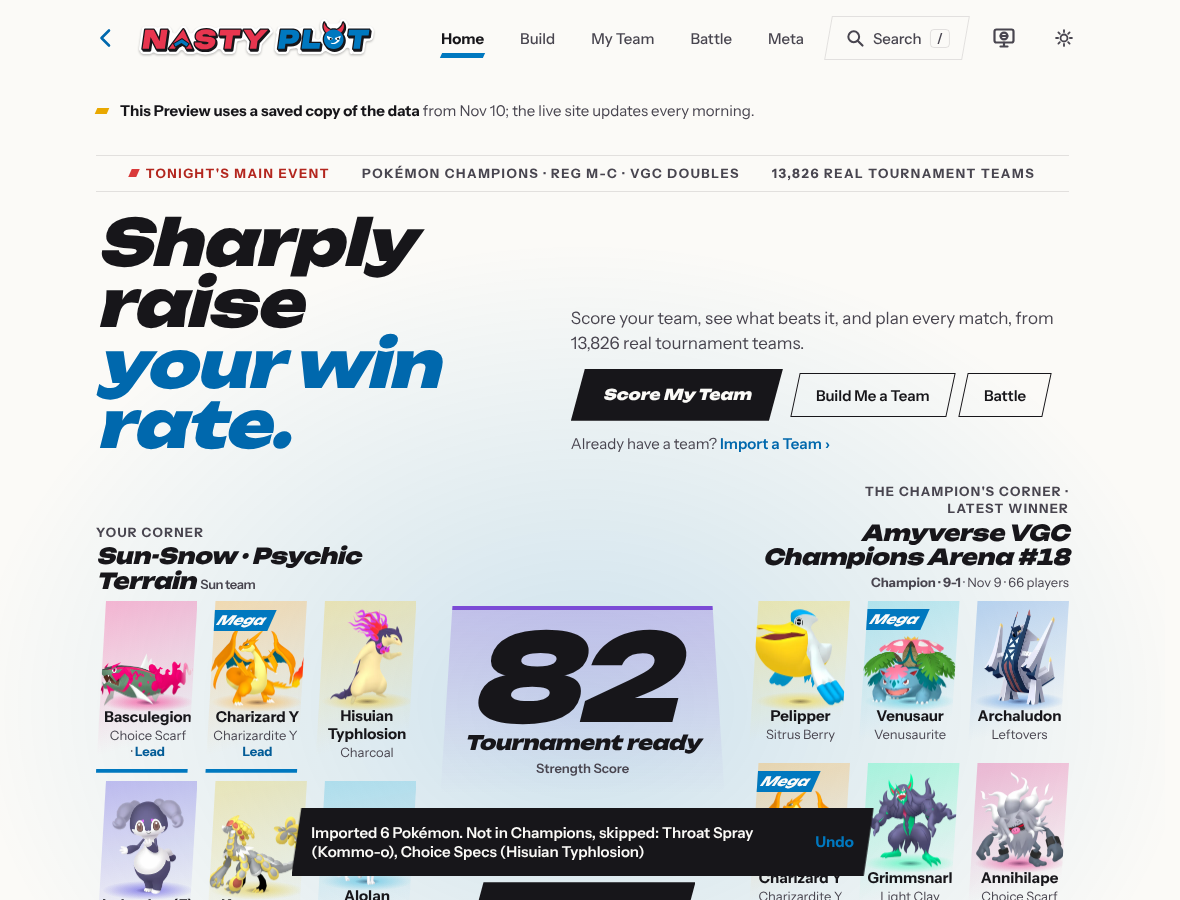 NASTY PLOT
Home
Build
My Team
Battle
Meta
Search /
This Preview uses a saved copy of the data from Nov 10; the live site updates every morning.
TONIGHT'S MAIN EVENT
POKÉMON CHAMPIONS · REG M-C · VGC DOUBLES
13,826 REAL TOURNAMENT TEAMS
Sharply
raise
your win
rate.
Score your team, see what beats it, and plan every match, from
13,826 real tournament teams.
Score My Team
Build Me a Team
Battle
Already have a team? Import a Team ›
YOUR CORNER
Sun-Snow · Psychic
Terrain Sun team
THE CHAMPION'S CORNER ·
LATEST WINNER
Amyverse VGC
Champions Arena #18
Champion · 9-1 · Nov 9 · 66 players
Basculegion
Choice Scarf
· Lead
Mega
Charizard Y
Charizardite Y
Lead
Hisuian
Typhlosion
Charcoal
82
Tournament ready
Strength Score
Pelipper
Sitrus Berry
Mega
Venusaur
Venusaurite
Archaludon
Leftovers
Alolan
Mega
Charizard Y
Charizardite Y
Grimmsnarl
Light Clay
Annihilape
Choice Scarf
Imported 6 Pokémon. Not in Champions, skipped: Throat Spray
(Kommo-o), Choice Specs (Hisuian Typhlosion)
Undo